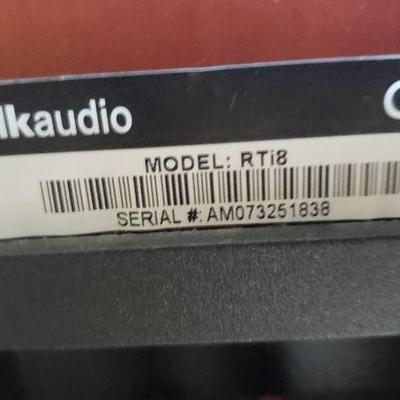 lkaudio
MODEL: RTi8
SERIAL #: AM073251838